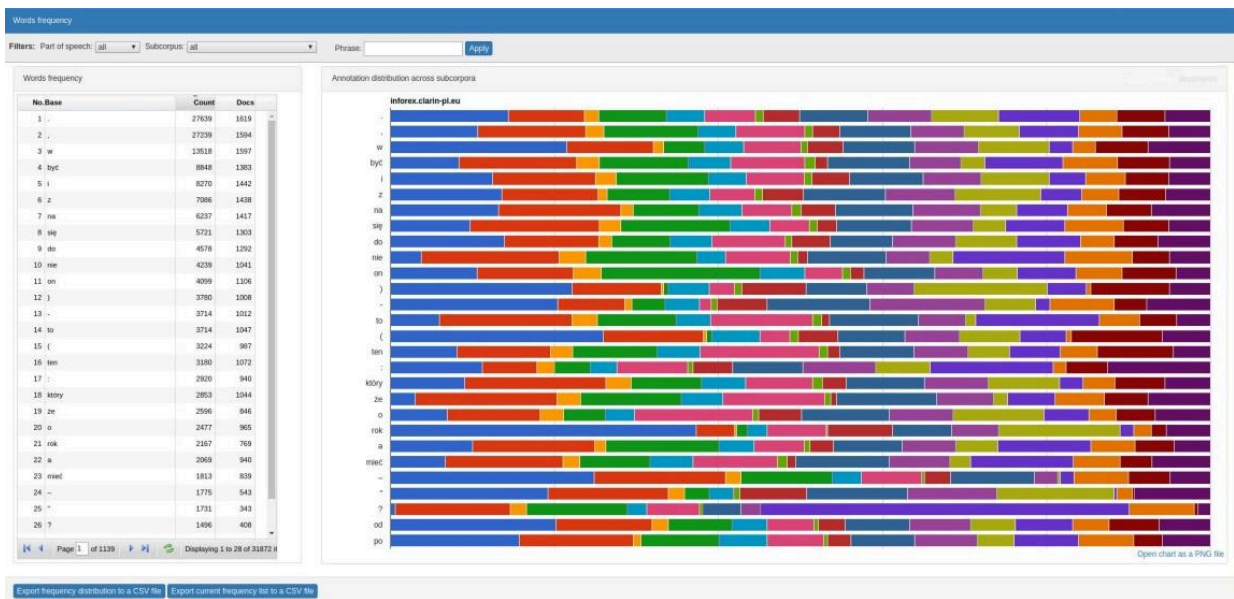 Words frequency
Filters: Part of speech: all Subcorpus: all Phrase: Apply
Words frequency
No. Base Count Docs
1 . 27639 1619
2 , 27239 1594
3 w 13518 1597
4 być 8848 1383
5 i 8270 1442
6 z 7086 1438
7 na 6237 1417
8 się 5721 1303
9 do 4578 1292
10 nie 4239 1041
11 on 4099 1106
12 ) 3780 1008
13 - 3714 1012
14 to 3714 1047
15 ( 3224 987
16 ten 3180 1072
17 : 2920 940
18 który 2853 1044
19 że 2596 846
20 o 2477 965
21 rok 2167 769
22 a 2069 940
23 mieć 1813 839
24 – 1775 543
25 " 1731 343
26 ? 1496 408
Page 1 of 1139 Displaying 1 to 28 of 31872 it
Annotation distribution across subcorpora
inforex.clarin-pl.eu
.
,
w
być
i
z
na
się
do
nie
on
)
-
to
(
ten
:
który
że
o
rok
a
mieć
–
"
?
od
po
Open chart as a PNG file
Export frequency distribution to a CSV file Export current frequency list to a CSV file